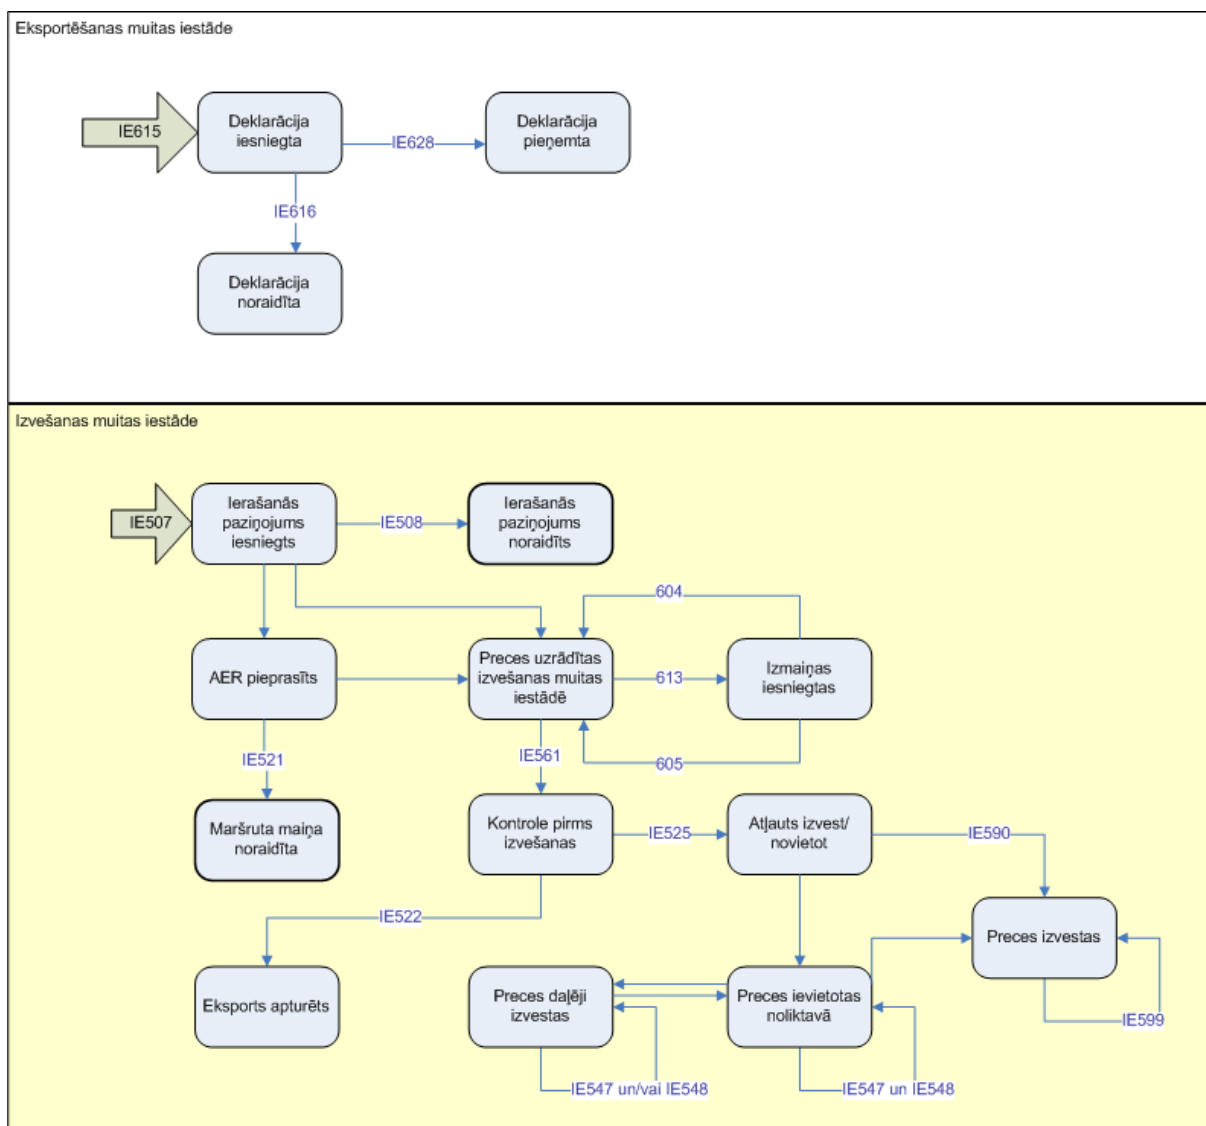 Eksportēšanas muitas iestāde
IE615
Deklarācija
iesniegta
IE628
Deklarācija
pieņemta
IE616
Deklarācija
noraidīta
Izvešanas muitas iestāde
IE507
Ierašanās
paziņojums
iesniegts
IE508
Ierašanās
paziņojums
noraidīts
604
AER pieprasīts
Preces uzrādītas
izvešanas muitas
iestādē
613
Izmaiņas
iesniegtas
IE521
IE561
605
Maršruta maiņa
noraidīta
Kontrole pirms
izvešanas
IE525
Atļauts izvest/
novietot
IE590
IE522
Preces izvestas
Eksports apturēts
Preces daļēji
izvestas
Preces ievietotas
noliktavā
IE599
IE547 un/vai IE548
IE547 un IE548